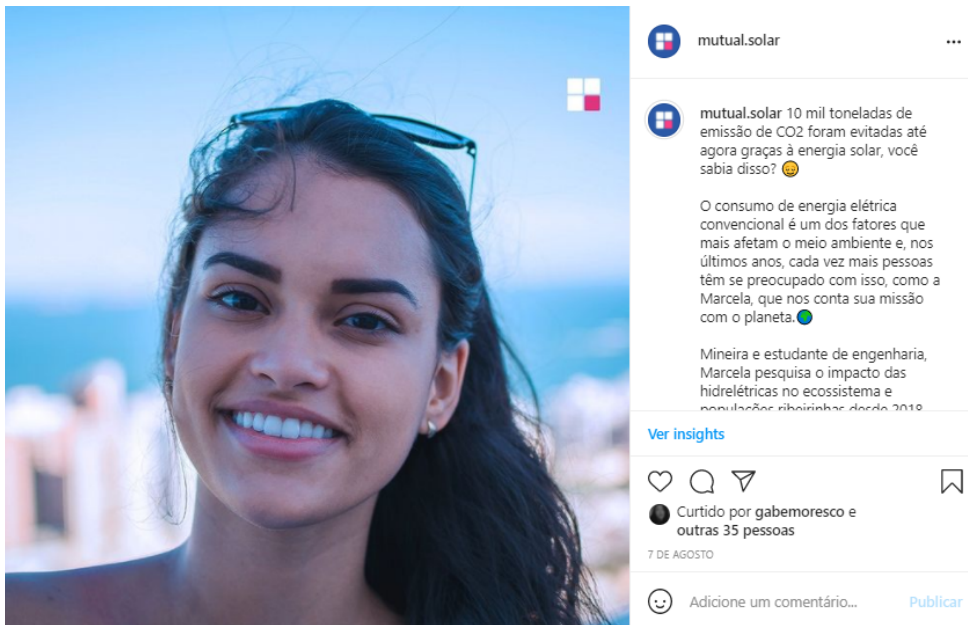 mutual.solar
mutual.solar 10 mil toneladas de
emissão de CO2 foram evitadas até
agora graças à energia solar, você
sabia disso?
O consumo de energia elétrica
convencional é um dos fatores que
mais afetam o meio ambiente e, nos
últimos anos, cada vez mais pessoas
têm se preocupado com isso, como a
Marcela, que nos conta sua missão
com o planeta.
Mineira e estudante de engenharia,
Marcela pesquisa o impacto das
hidrelétricas no ecossistema e
populações ribeirinhas desde 2018
Ver insights
Curtido por gabemoresco e
outras 35 pessoas
7 DE AGOSTO
Adicione um comentário... Publicar